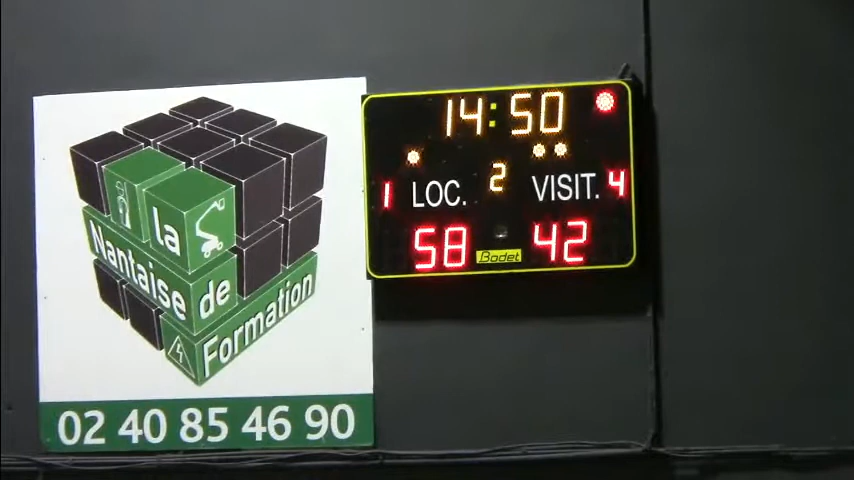 la
Nantaise de
Formation
02 40 85 46 90
14:50
1 LOC. 2 VISIT. 4
58 Bodet 42